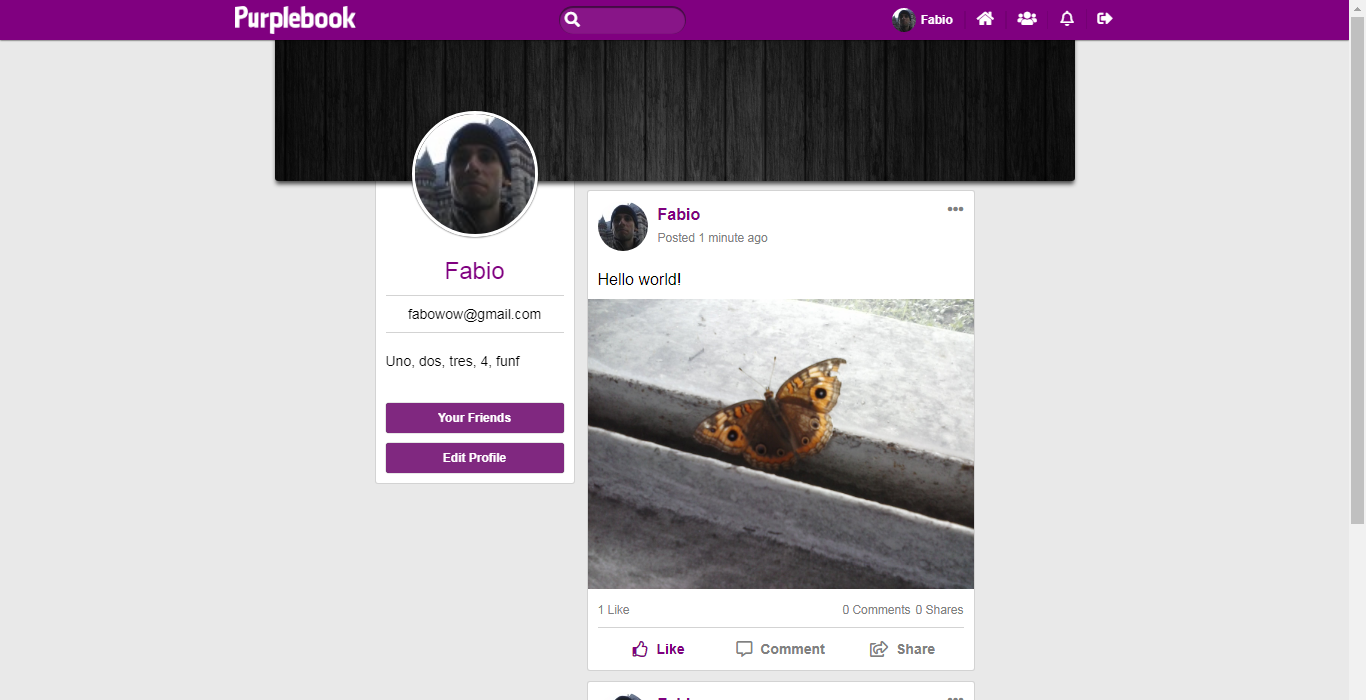 Purplebook
Fabio
Fabio
fabowow@gmail.com
Uno, dos, tres, 4, funf
Your Friends
Edit Profile
Fabio
Posted 1 minute ago
Hello world!
1 Like
0 Comments 0 Shares
Like
Comment
Share